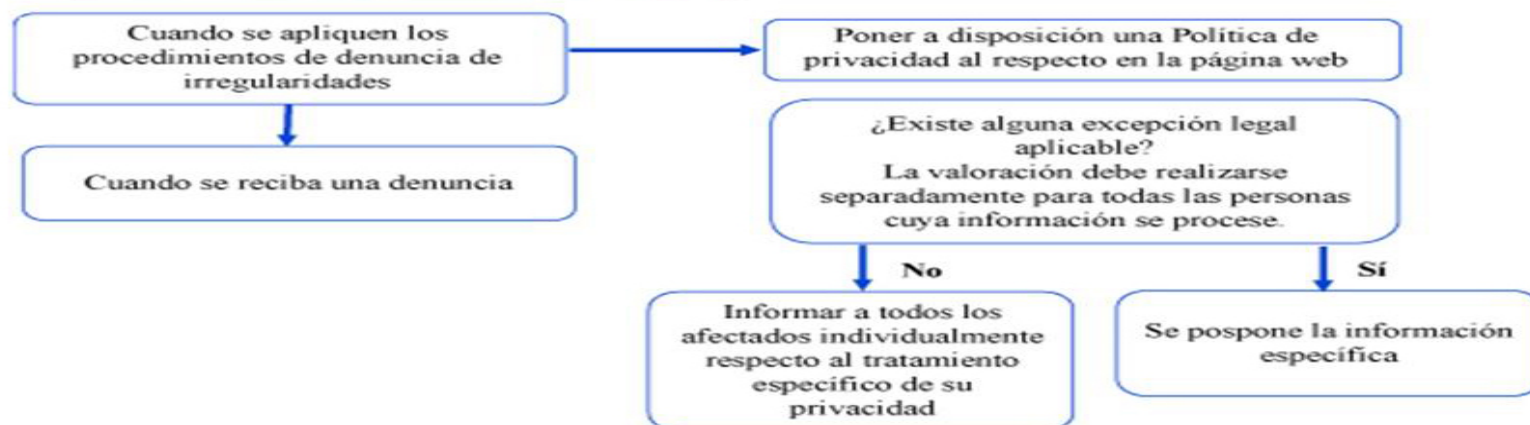 Cuando se apliquen los
procedimientos de denuncia de
irregularidades
Poner a disposición una Política de
privacidad al respecto en la página web
Cuando se reciba una denuncia
¿Existe alguna excepción legal
aplicable?
La valoración debe realizarse
separadamente para todas las personas
cuya información se procese.
No
Sí
Informar a todos los
afectados individualmente
respecto al tratamiento
específico de su
privacidad
Se pospone la información
específica